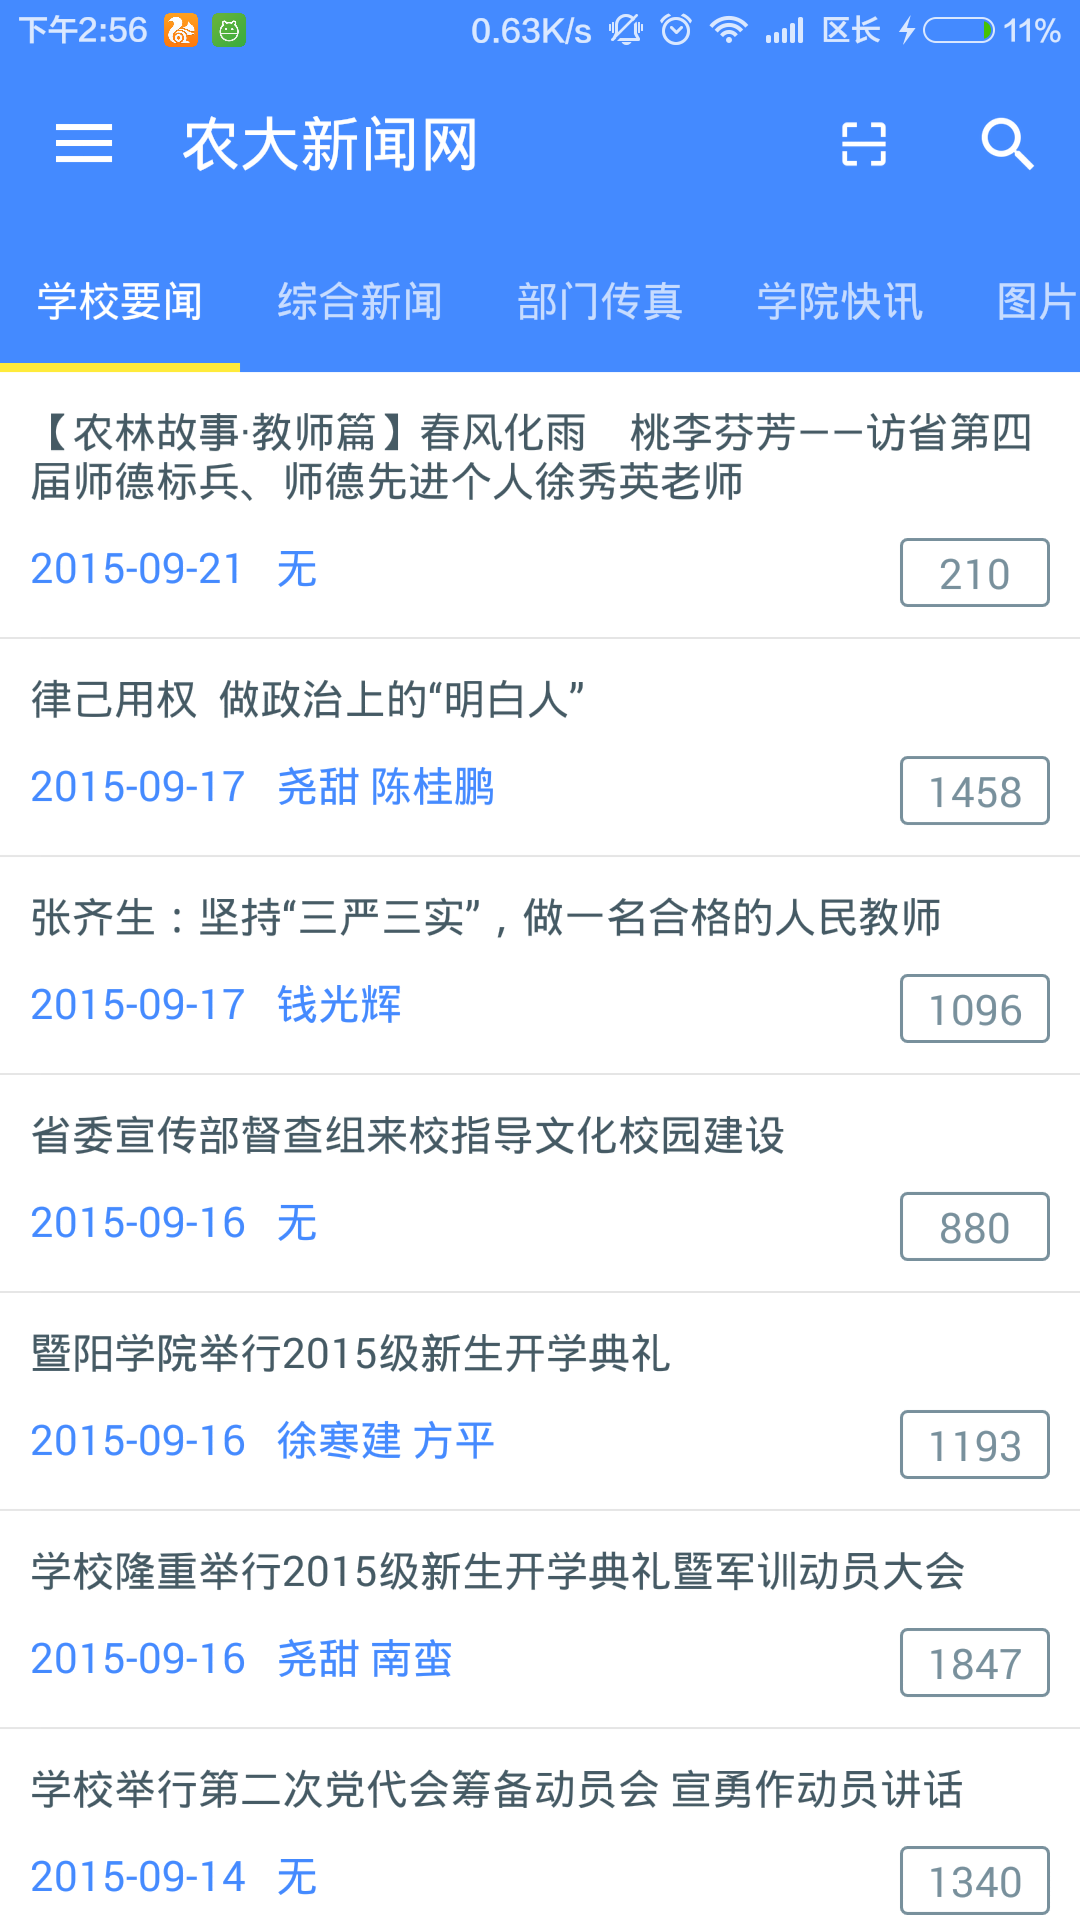 下午2:56 0.63K/s 区长 11%
农大新闻网
学校要闻 综合新闻 部门传真 学院快讯 图片
【农林故事·教师篇】春风化雨　桃李芬芳——访省第四
届师德标兵、师德先进个人徐秀英老师
2015-09-21 无 210
律己用权 做政治上的“明白人”
2015-09-17 尧甜 陈桂鹏 1458
张齐生：坚持“三严三实”，做一名合格的人民教师
2015-09-17 钱光辉 1096
省委宣传部督查组来校指导文化校园建设
2015-09-16 无 880
暨阳学院举行2015级新生开学典礼
2015-09-16 徐寒建 方平 1193
学校隆重举行2015级新生开学典礼暨军训动员大会
2015-09-16 尧甜 南蛮 1847
学校举行第二次党代会筹备动员会 宣勇作动员讲话
2015-09-14 无 1340